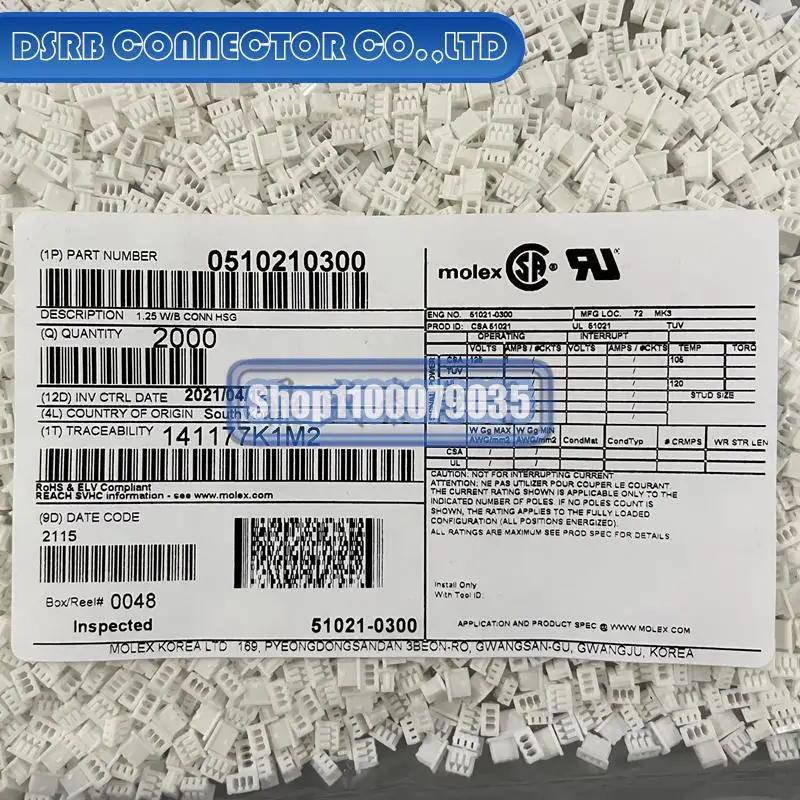 DSRB CONNECTOR CO.,LTD
(1P) PART NUMBER 0510210300
DESCRIPTION 1.25 W/B CONN HSG
(Q) QUANTITY 2000
(12D) INV CTRL DATE 2021/04/
(4L) COUNTRY OF ORIGIN South
Shop1100079035
(1T) TRACEABILITY 141177K1M2
RoHS & ELV Compliant
REACH SVHC information - see www.molex.com
(9D) DATE CODE
2115
Box/Reel# 0048
Inspected 51021-0300
molex CSA ® RU
ENG NO. 51021-0300 MFG LOC. 72 MK3
PROD ID: CSA 51021 UL 51021 TUV
OPERATING INTERRUPT
VOLTS AMPS / #CKTS VOLTS AMPS / #CKTS TEMP TORQ
CSA 125 / / 105
TUV / /
/ / 120
STUD SIZE
W Gg MAX W Gg MIN
AWG/mm2 AWG/mm2 CondMat CondTyp # CRMPS WR STR LEN
CSA / /
UL / /
CAUTION: NOT FOR INTERRUPTING CURRENT
ATTENTION: NE PAS UTILIZER POUR COUPER LE COURANT.
THE CURRENT RATING SHOWN IS APPLICABLE ONLY TO THE
INDICATED NUMBER OF POLES. IF NO POLES COUNT IS
SHOWN, THE RATING APPLIES TO THE FULLY LOADED
CONFIGURATION (ALL POSITIONS ENERGIZED).
ALL RATINGS ARE MAXIMUM SEE PROD SPEC FOR DETAILS.
Install Only
With Tool ID:
APPLICATION AND PRODUCT SPEC @ WWW.MOLEX.COM
MOLEX KOREA LTD 169, PYEONGDONGSANDAN 3BEON-RO, GWANGSAN-GU, GWANGJU, KOREA